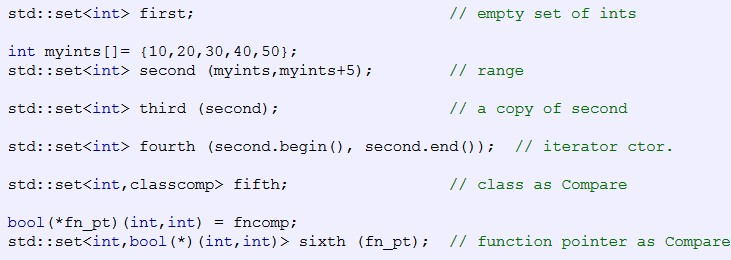 std::set<int> first;                           // empty set of ints
int myints[]= {10,20,30,40,50};
std::set<int> second (myints,myints+5);        // range
std::set<int> third (second);                  // a copy of second
std::set<int> fourth (second.begin(), second.end());  // iterator ctor.
std::set<int,classcomp> fifth;                 // class as Compare
bool(*fn_pt)(int,int) = fncomp;
std::set<int,bool(*)(int,int)> sixth (fn_pt);  // function pointer as Compare